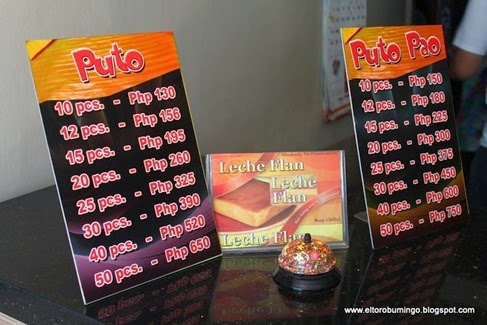 Puto
10 pcs. - Php 130
12 pcs. - Php 156
15 pcs. - Php 195
20 pcs. - Php 260
25 pcs. - Php 325
30 pcs. - Php 390
40 pcs. - Php 520
50 pcs. - Php 650
Leche Flan
Leche
Flan
Keep Chilled
Leche Flan
Puto Pao
10 pcs. - Php 150
12 pcs. - Php 180
15 pcs. - Php 225
20 pcs. - Php 300
25 pcs. - Php 375
30 pcs. - Php 450
40 pcs. - Php 600
50 pcs. - Php 750
www.eltorobumingo.blogspot.com